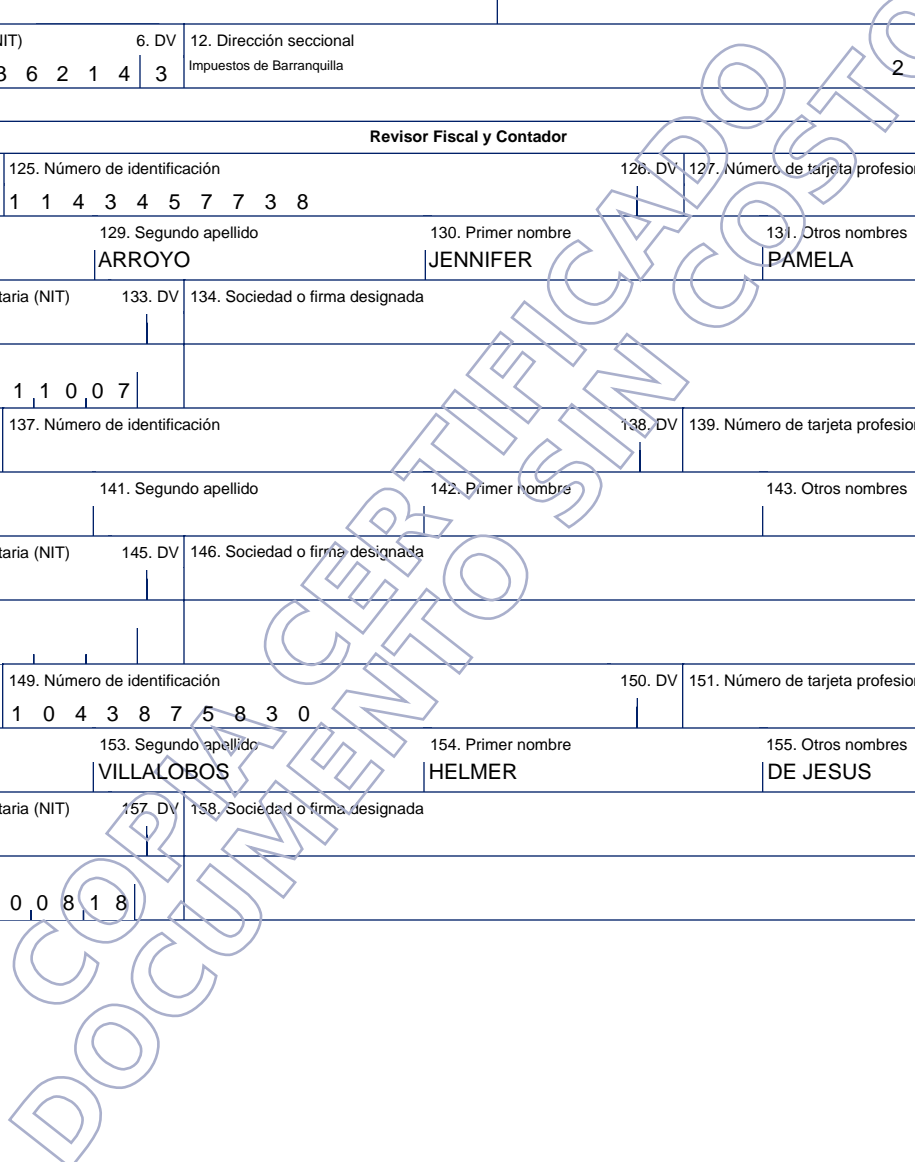 NIT) 6. DV 12. Dirección seccional
3 6 2 1 4 3 Impuestos de Barranquilla 2
Revisor Fiscal y Contador
125. Número de identificación 126. DV 127. Número de tarjeta profesion
1 1 4 3 4 5 7 7 3 8
129. Segundo apellido 130. Primer nombre 131. Otros nombres
ARROYO JENNIFER PAMELA
taria (NIT) 133. DV 134. Sociedad o firma designada
1 1 0 0 7
137. Número de identificación 138. DV 139. Número de tarjeta profesion
141. Segundo apellido 142. Primer nombre 143. Otros nombres
taria (NIT) 145. DV 146. Sociedad o firma designada
149. Número de identificación 150. DV 151. Número de tarjeta profesion
1 0 4 3 8 7 5 8 3 0
153. Segundo apellido 154. Primer nombre 155. Otros nombres
VILLALOBOS HELMER DE JESUS
taria (NIT) 157. DV 158. Sociedad o firma designada
0 0 8 1 8
COPIA CERTIFICADO
DOCUMENTO SIN COSTO